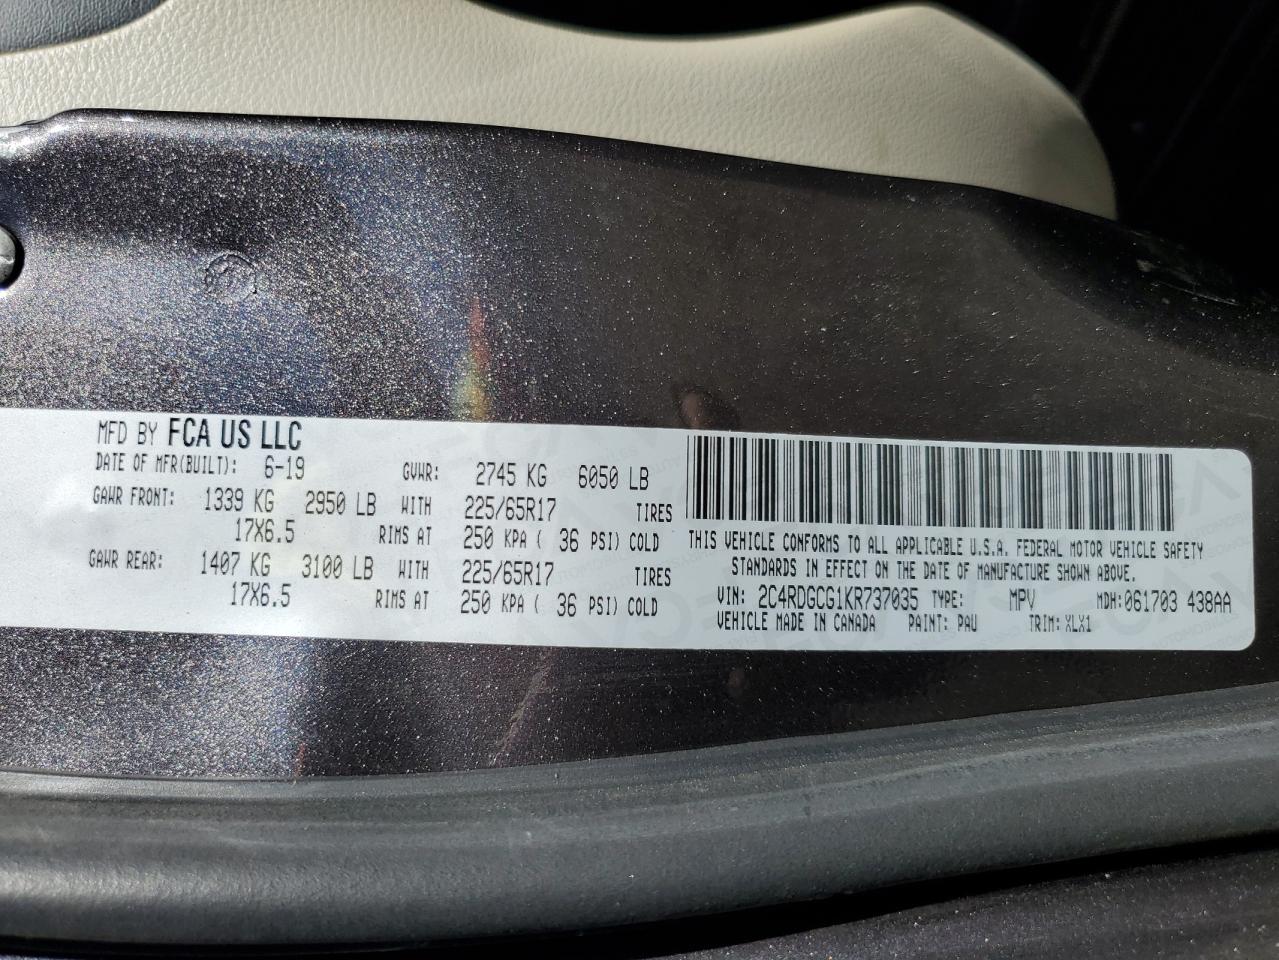 MFD BY FCA US LLC
DATE OF MFR(BUILT): 6-19 GVWR: 2745 KG 6050 LB
GAWR FRONT: 1339 KG 2950 LB WITH 225/65R17 TIRES
17X6.5 RIMS AT 250 KPA ( 36 PSI) COLD
GAWR REAR: 1407 KG 3100 LB WITH 225/65R17 TIRES
17X6.5 RIMS AT 250 KPA ( 36 PSI) COLD
THIS VEHICLE CONFORMS TO ALL APPLICABLE U.S.A. FEDERAL MOTOR VEHICLE SAFETY
STANDARDS IN EFFECT ON THE DATE OF MANUFACTURE SHOWN ABOVE.
VIN: 2C4RDGCG1KR737035 TYPE: MPV MDH:061703 438AA
VEHICLE MADE IN CANADA PAINT: PAU TRIM: XLX1